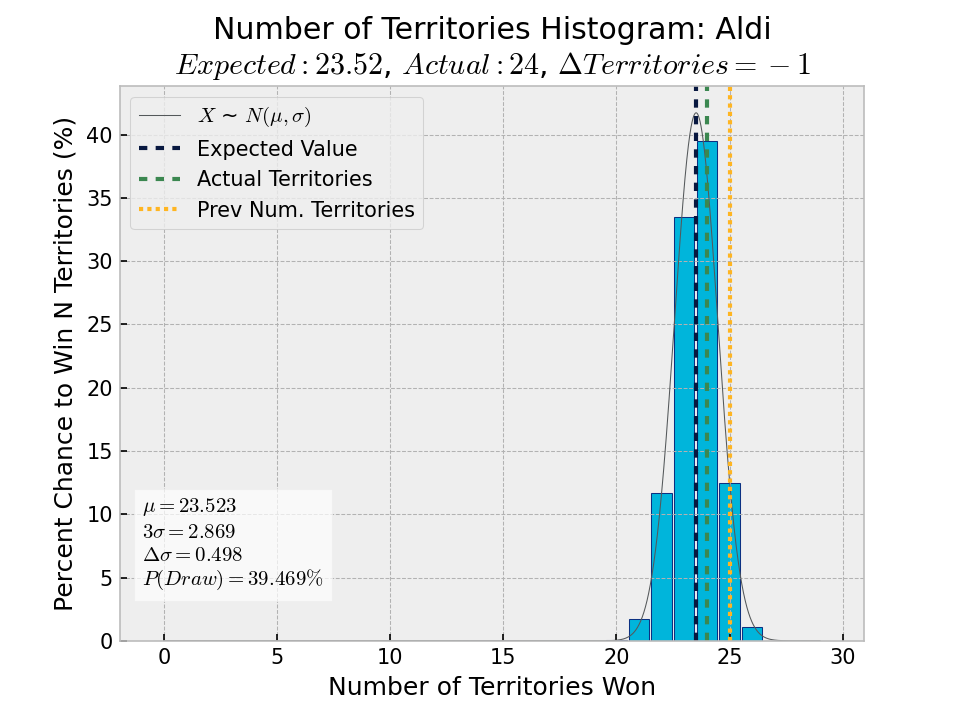 Number of Territories Histogram: Aldi
Expected : 23.52, Actual : 24, ΔTerritories = −1
X ∼ N(μ, σ)
Expected Value
Actual Territories
Prev Num. Territories
Percent Chance to Win N Territories (%)
40
35
30
25
20
15
10
5
0
μ = 23.523
3σ = 2.869
Δσ = 0.498
P(Draw) = 39.469%
0 5 10 15 20 25 30
Number of Territories Won